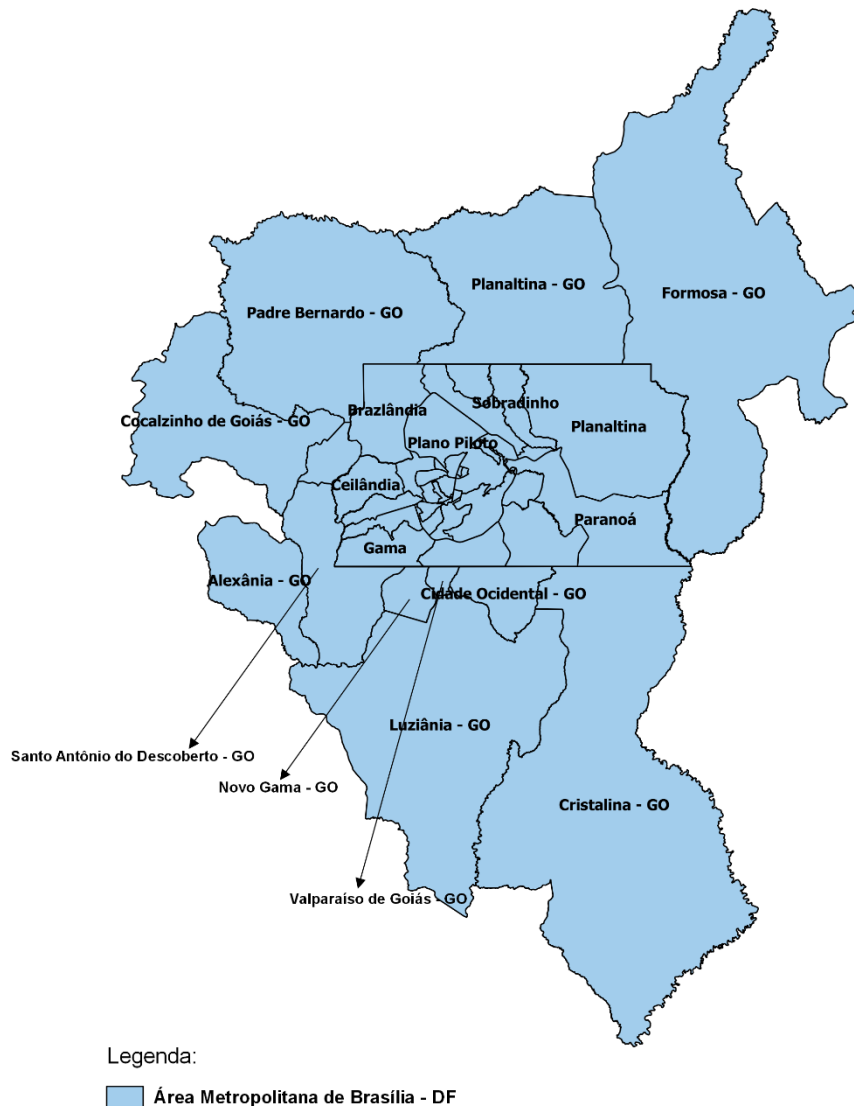 Planaltina - GO
Formosa - GO
Padre Bernardo - GO
Sobradinho
Brazlândia
Cocalzinho de Goiás - GO
Planaltina
Plano Piloto
Ceilândia
Paranoá
Gama
Alexânia - GO
Cidade Ocidental - GO
Luziânia - GO
Santo Antônio do Descoberto - GO
Novo Gama - GO
Cristalina - GO
Valparaíso de Goiás - GO
Legenda:
Área Metropolitana de Brasília - DF